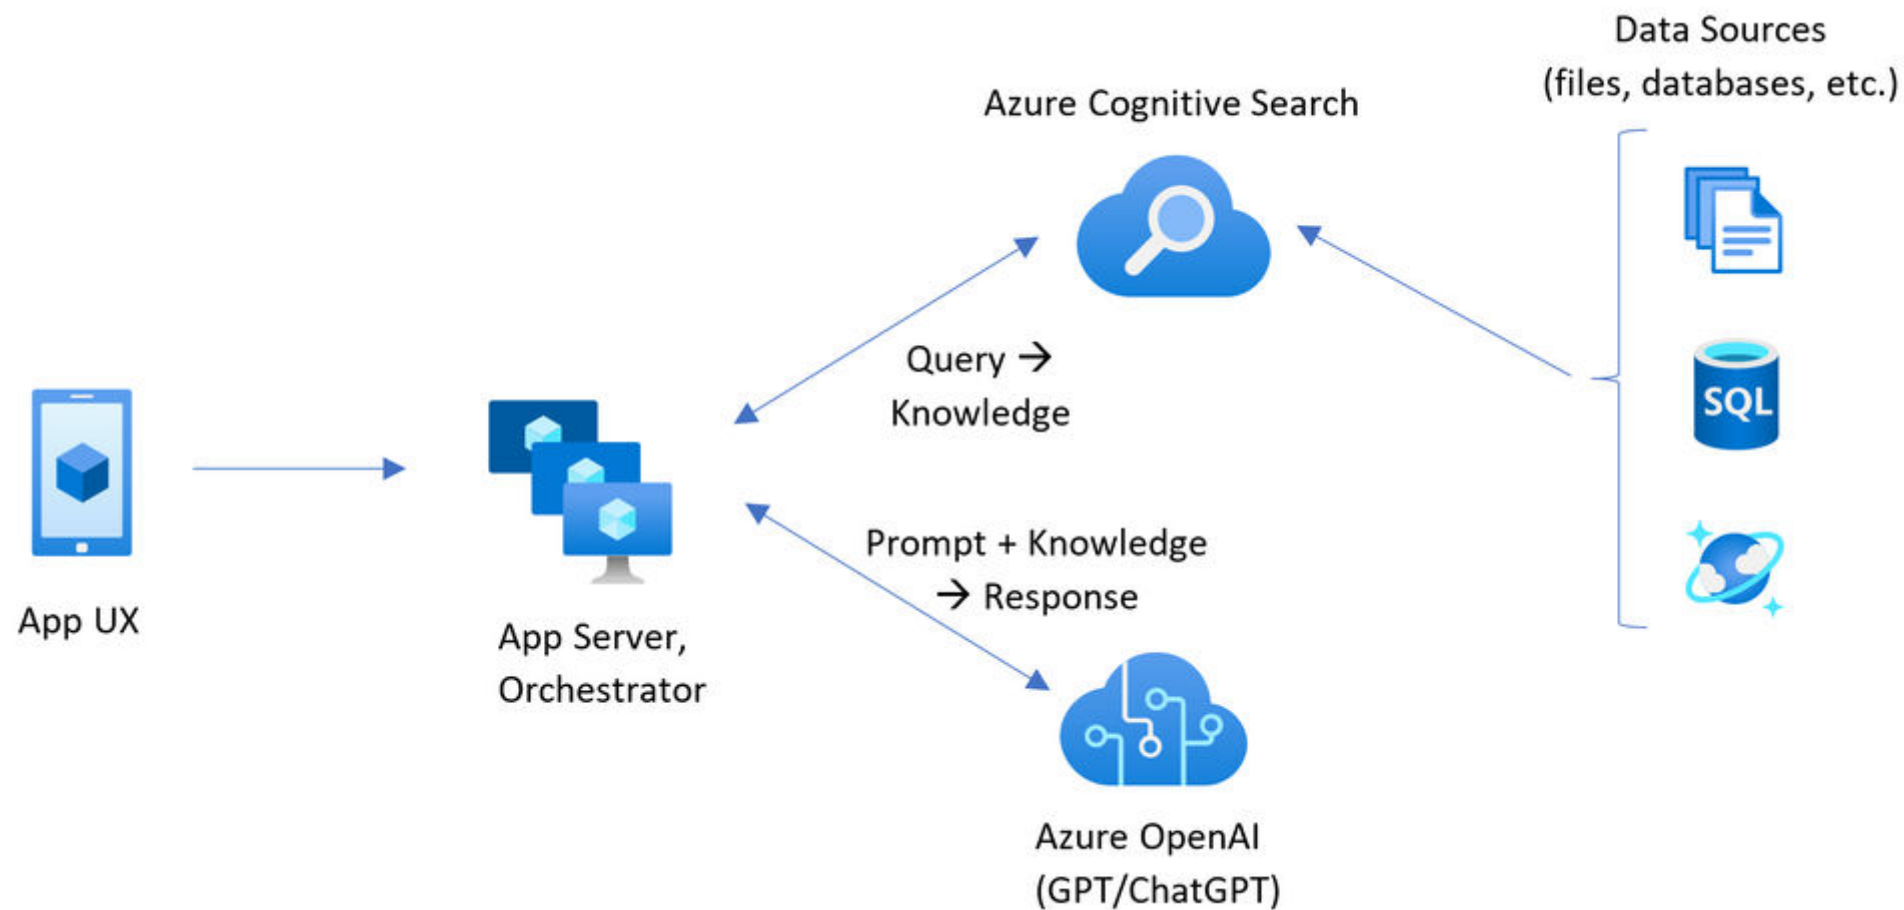 Data Sources
(files, databases, etc.)
Azure Cognitive Search
Query →
Knowledge
SQL
Prompt + Knowledge
→ Response
App UX
App Server,
Orchestrator
Azure OpenAI
(GPT/ChatGPT)